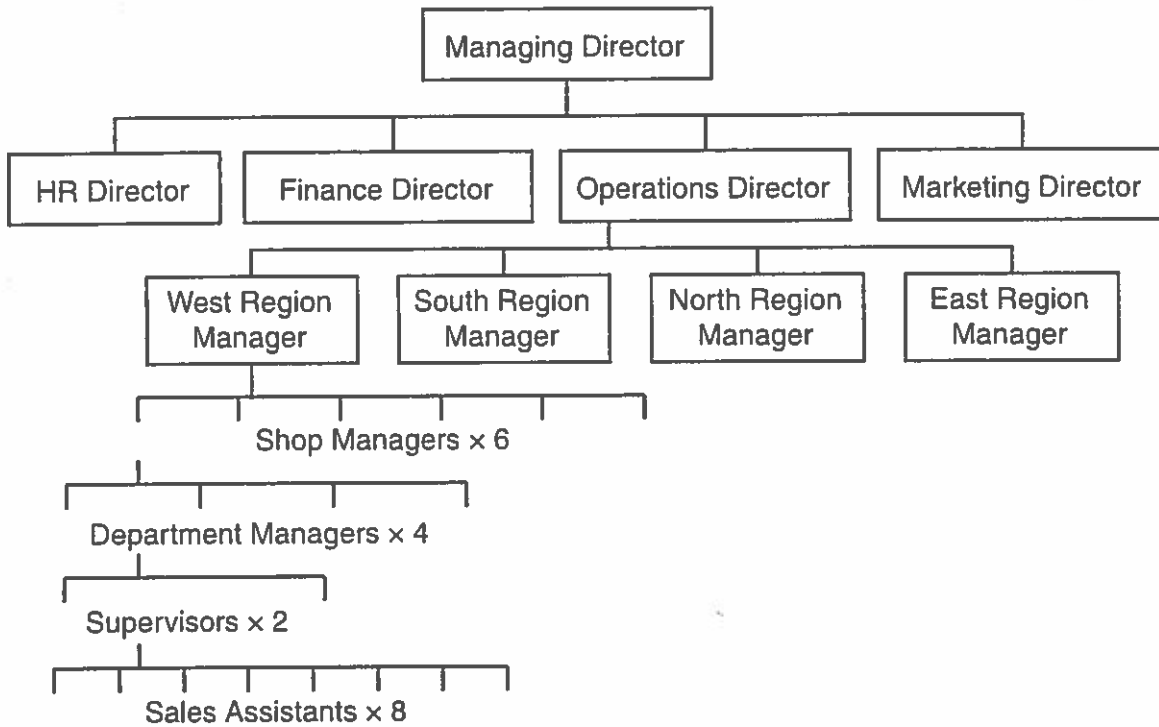 Managing Director
HR Director
Finance Director
Operations Director
Marketing Director
West Region
Manager
South Region
Manager
North Region
Manager
East Region
Manager
Shop Managers × 6
Department Managers × 4
Supervisors × 2
Sales Assistants × 8